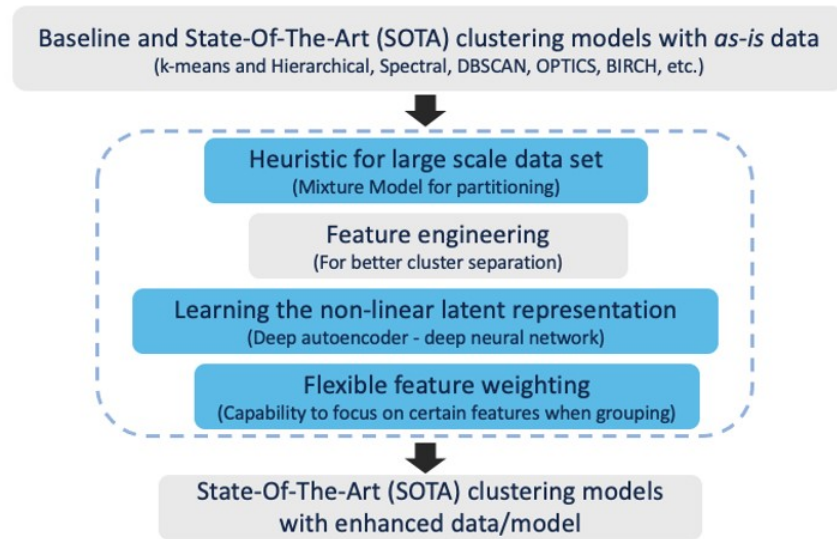 Baseline and State-Of-The-Art (SOTA) clustering models with as-is data
(k-means and Hierarchical, Spectral, DBSCAN, OPTICS, BIRCH, etc.)
Heuristic for large scale data set
(Mixture Model for partitioning)
Feature engineering
(For better cluster separation)
Learning the non-linear latent representation
(Deep autoencoder - deep neural network)
Flexible feature weighting
(Capability to focus on certain features when grouping)
State-Of-The-Art (SOTA) clustering models
with enhanced data/model